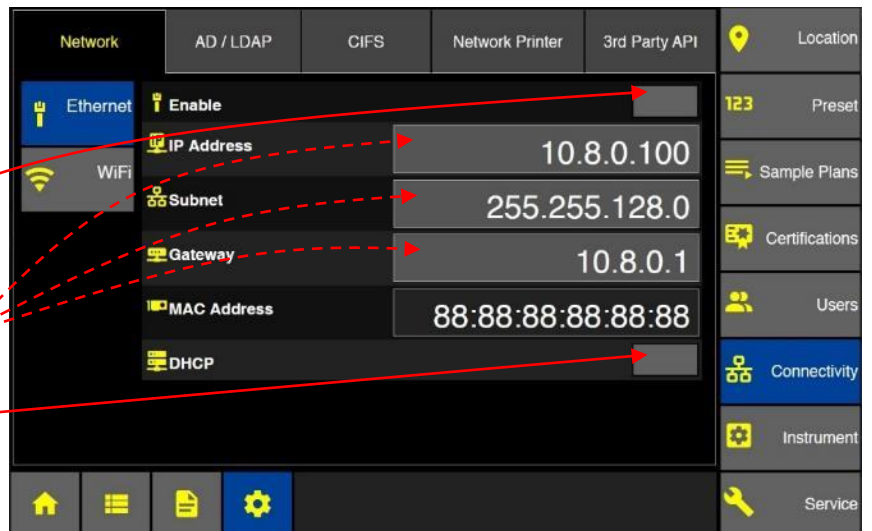 Network
AD / LDAP
CIFS
Network Printer
3rd Party API
Location
Ethernet
Enable
123
Preset
WiFi
IP Address
10.8.0.100
Sample Plans
Subnet
255.255.128.0
Certifications
Gateway
10.8.0.1
MAC Address
88:88:88:88:88:88
Users
DHCP
Connectivity
Instrument
Service